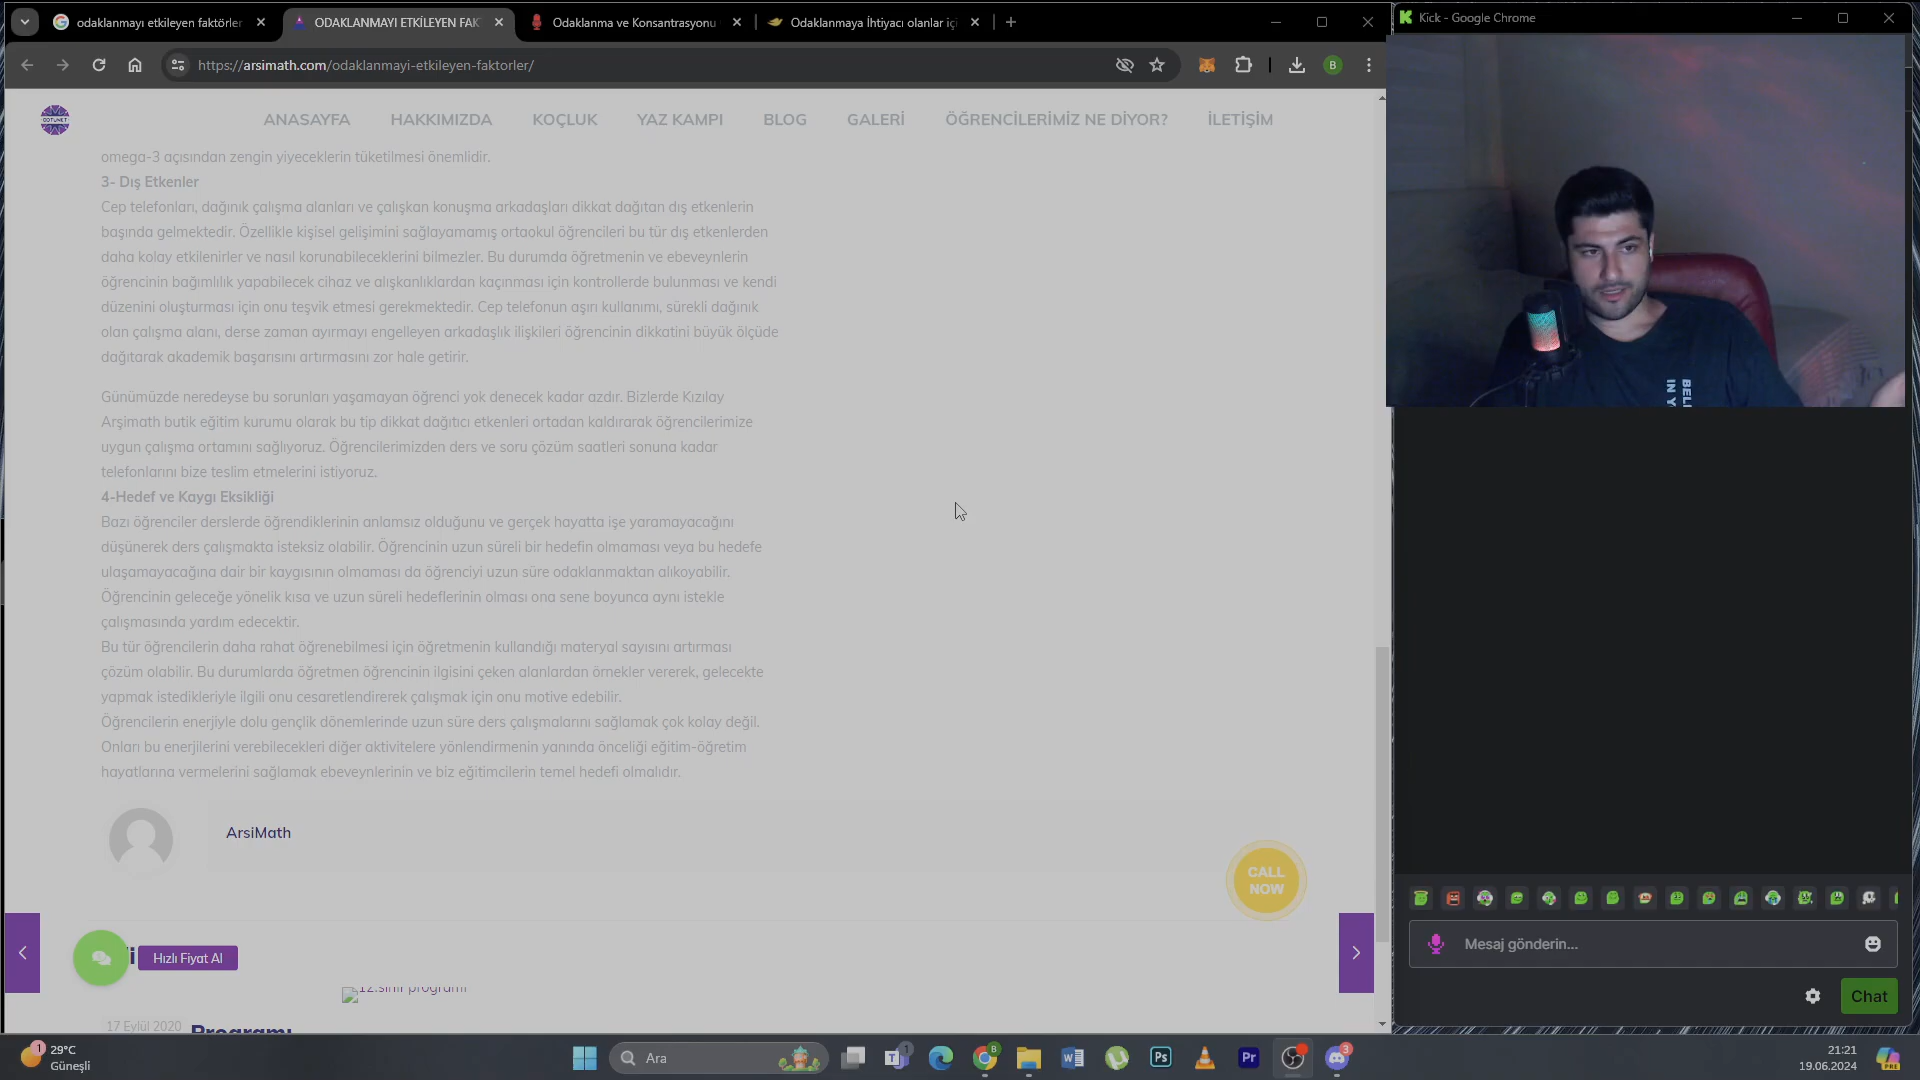 odaklanmayı etkileyen faktörler
ODAKLANMAYI ETKİLEYEN FAK
Odaklanma ve Konsantrasyonu
Odaklanmaya İhtiyacı olanlar içi
Kick - Google Chrome
https://arsimath.com/odaklanmayi-etkileyen-faktorler/
B
ODTUNET
ANASAYFA HAKKIMIZDA KOÇLUK YAZ KAMPI BLOG GALERİ ÖĞRENCİLERİMİZ NE DİYOR? İLETİŞİM
omega-3 açısından zengin yiyeceklerin tüketilmesi önemlidir.
3- Dış Etkenler
Cep telefonları, dağınık çalışma alanları ve çalışkan konuşma arkadaşları dikkat dağıtan dış etkenlerin
başında gelmektedir. Özellikle kişisel gelişimini sağlayamamış ortaokul öğrencileri bu tür dış etkenlerden
daha kolay etkilenirler ve nasıl korunabileceklerini bilmezler. Bu durumda öğretmenin ve ebeveynlerin
öğrencinin bağımlılık yapabilecek cihaz ve alışkanlıklardan kaçınması için kontrollerde bulunması ve kendi
düzenini oluşturması için onu teşvik etmesi gerekmektedir. Cep telefonun aşırı kullanımı, sürekli dağınık
olan çalışma alanı, derse zaman ayırmayı engelleyen arkadaşlık ilişkileri öğrencinin dikkatini büyük ölçüde
dağıtarak akademik başarısını artırmasını zor hale getirir.
Günümüzde neredeyse bu sorunları yaşamayan öğrenci yok denecek kadar azdır. Bizlerde Kızılay
Arşimath butik eğitim kurumu olarak bu tip dikkat dağıtıcı etkenleri ortadan kaldırarak öğrencilerimize
uygun çalışma ortamını sağlıyoruz. Öğrencilerimizden ders ve soru çözüm saatleri sonuna kadar
telefonlarını bize teslim etmelerini istiyoruz.
4-Hedef ve Kaygı Eksikliği
Bazı öğrenciler derslerde öğrendiklerinin anlamsız olduğunu ve gerçek hayatta işe yaramayacağını
düşünerek ders çalışmakta isteksiz olabilir. Öğrencinin uzun süreli bir hedefin olmaması veya bu hedefe
ulaşamayacağına dair bir kaygısının olmaması da öğrenciyi uzun süre odaklanmaktan alıkoyabilir.
Öğrencinin geleceğe yönelik kısa ve uzun süreli hedeflerinin olması ona sene boyunca aynı istekle
çalışmasında yardım edecektir.
Bu tür öğrencilerin daha rahat öğrenebilmesi için öğretmenin kullandığı materyal sayısını artırması
çözüm olabilir. Bu durumlarda öğretmen öğrencinin ilgisini çeken alanlardan örnekler vererek, gelecekte
yapmak istedikleriyle ilgili onu cesaretlendirerek çalışmak için onu motive edebilir.
Öğrencilerin enerjiyle dolu gençlik dönemlerinde uzun süre ders çalışmalarını sağlamak çok kolay değil.
Onları bu enerjilerini verebilecekleri diğer aktivitelere yönlendirmenin yanında önceliği eğitim-öğretim
hayatlarına vermelerini sağlamak ebeveynlerinin ve biz eğitimcilerin temel hedefi olmalıdır.
ArsiMath
CALL
NOW
Hızlı Fiyat Al
12.sınıf programı
17 Eylül 2020 Programı
BELI
IN Y
Mesaj gönderin...
Chat
1
29°C
Güneşli
Ara
1
B
Ps
Pr
3
21:21
19.06.2024
PRE